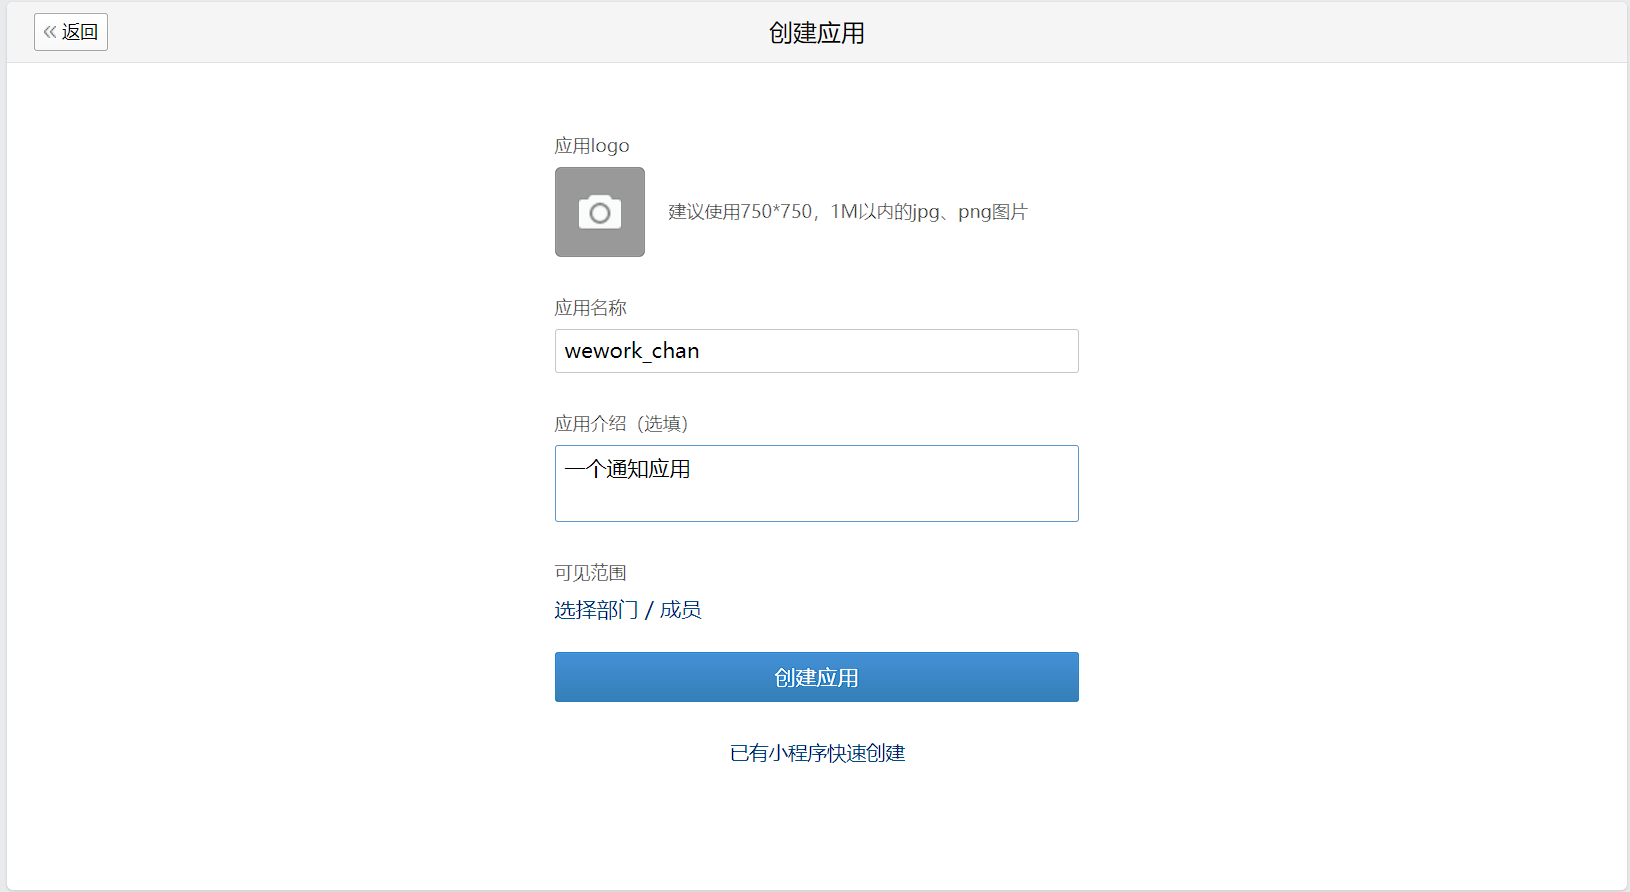 返回
创建应用
应用logo
建议使用750*750，1M以内的jpg、png图片
应用名称
wework_chan
应用介绍（选填）
一个通知应用
可见范围
选择部门 / 成员
创建应用
已有小程序快速创建